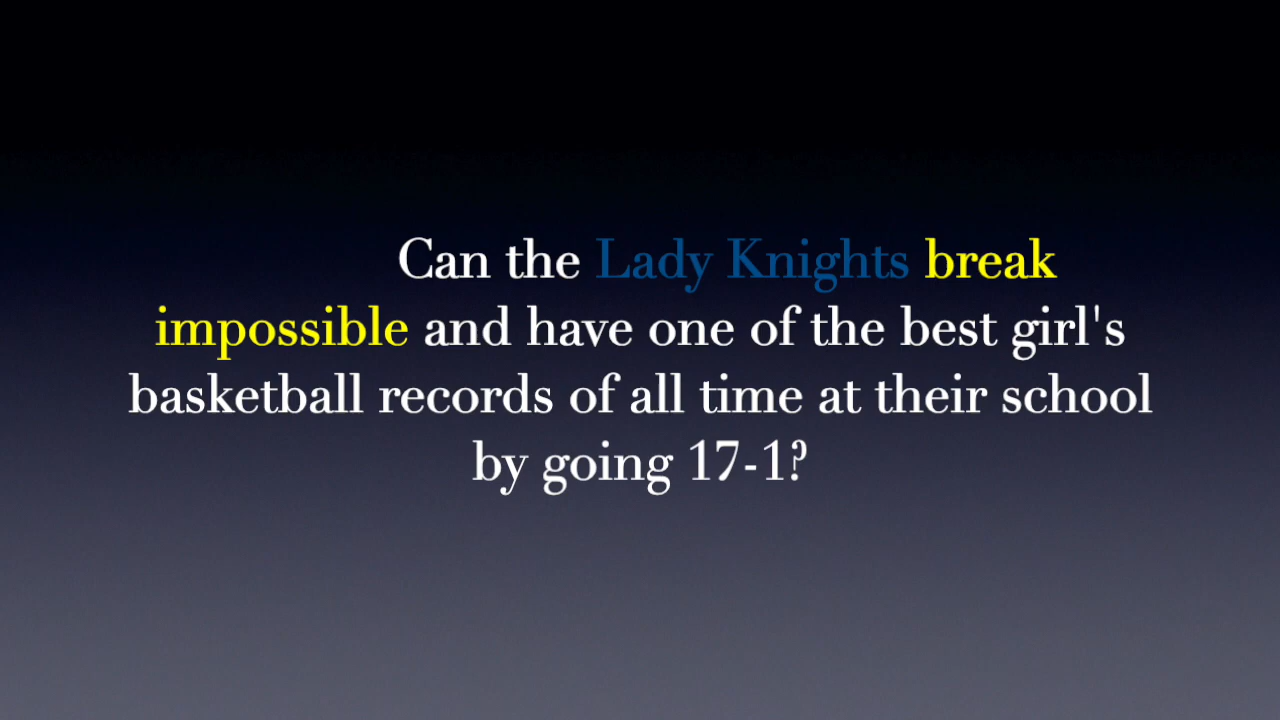 Can the Lady Knights break
impossible and have one of the best girl's
basketball records of all time at their school
by going 17-1?